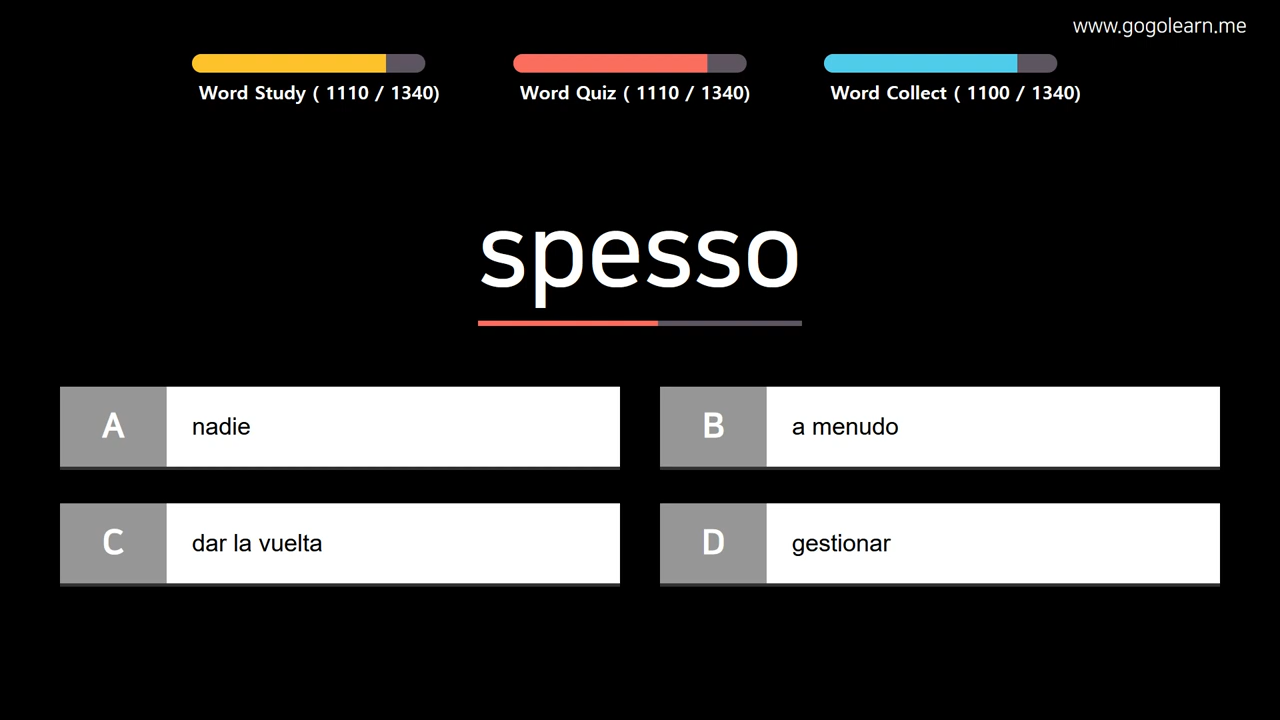 www.gogolearn.me
Word Study ( 1110 / 1340)
Word Quiz ( 1110 / 1340)
Word Collect ( 1100 / 1340)
spesso
A
nadie
B
a menudo
C
dar la vuelta
D
gestionar